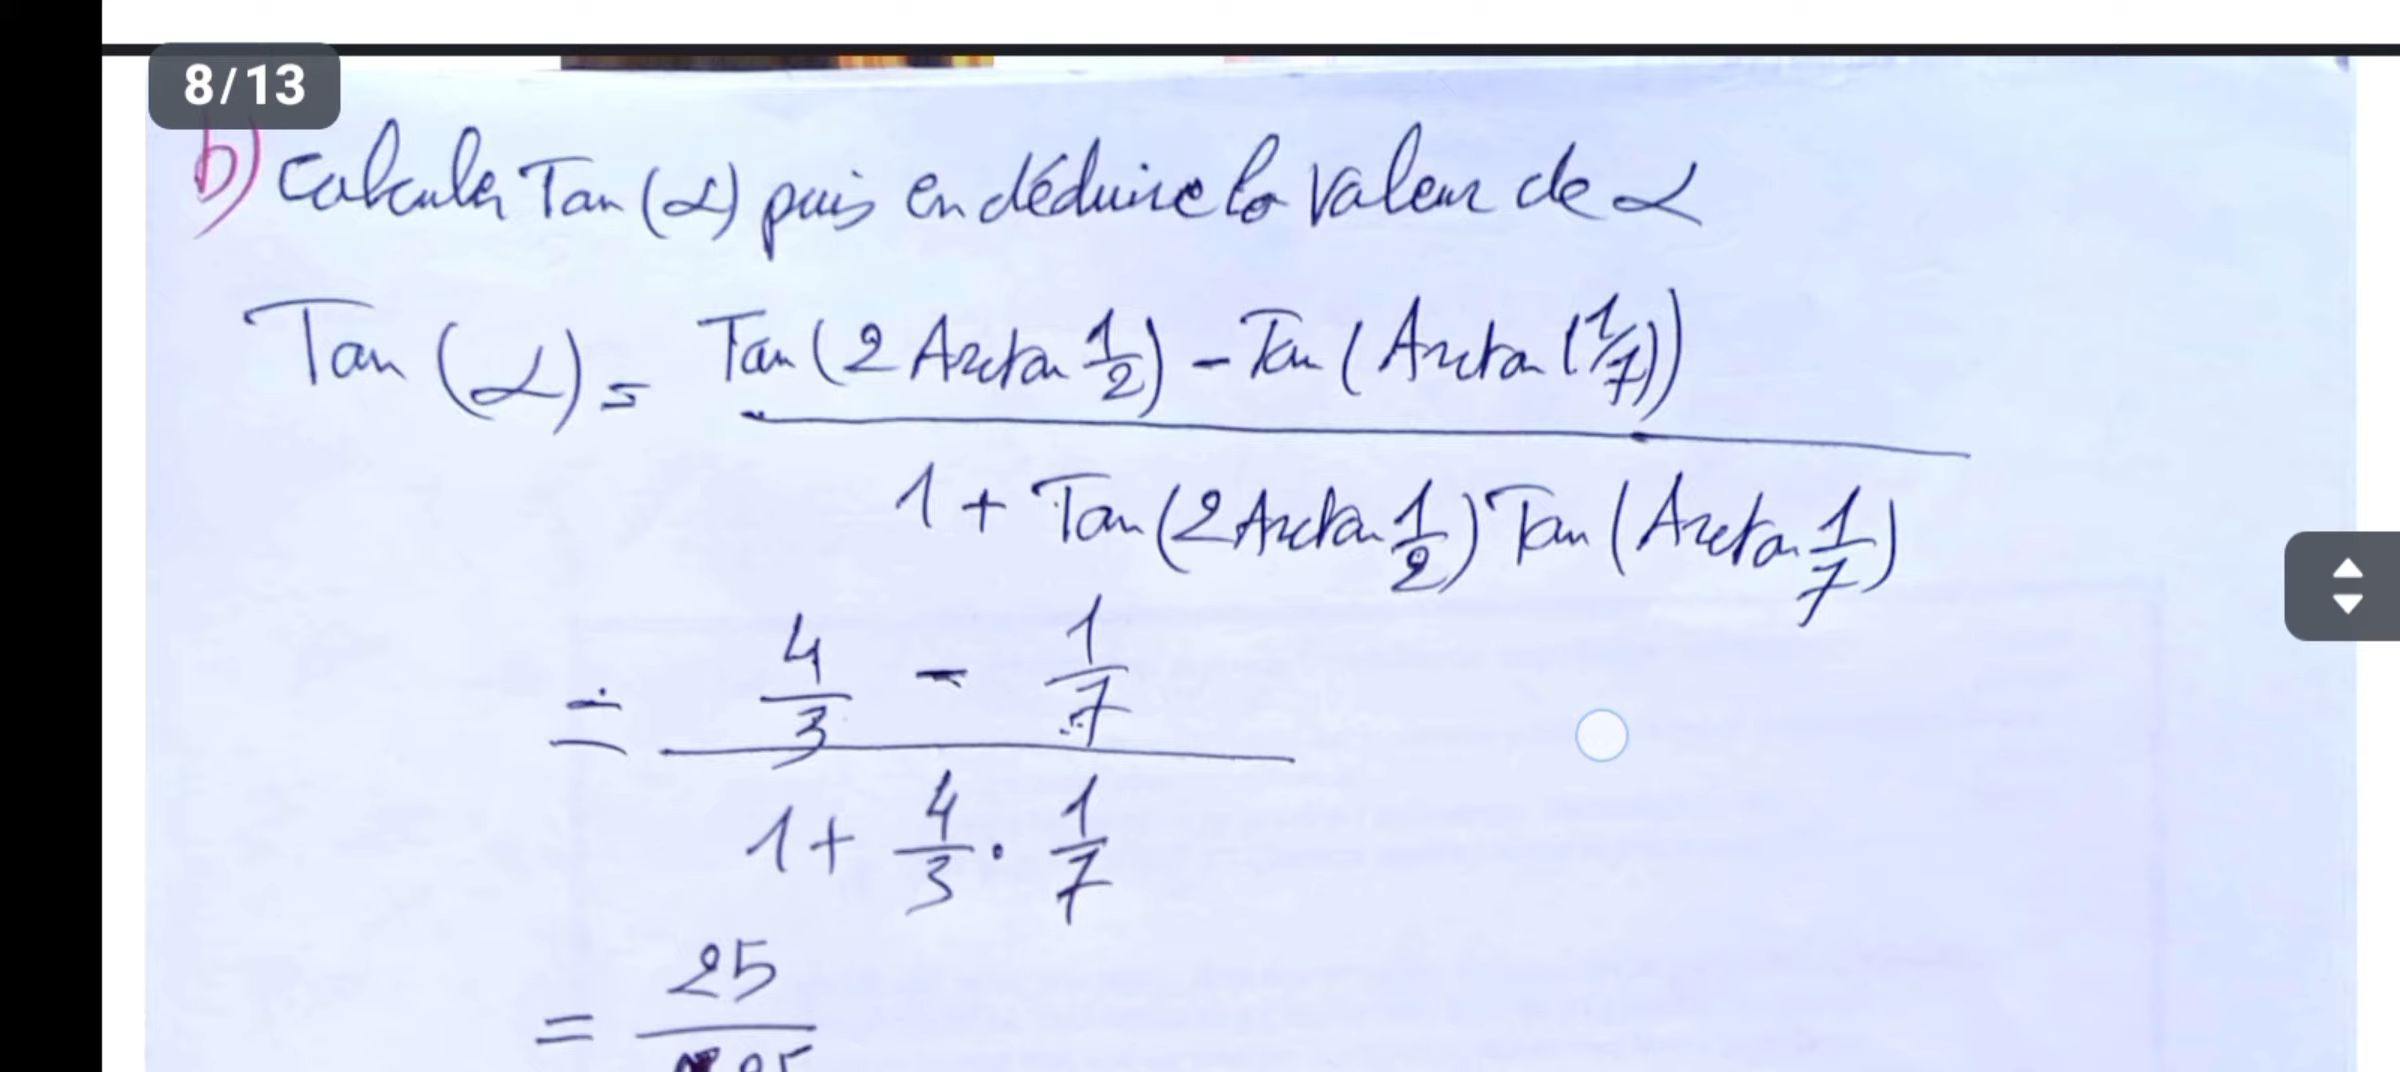 8/13
b) Calculer Tan(α) puis en déduire la valeur de α
Tan(α) = Tan(2 Arctan 1/2) - Tan(Arctan(1/7))
1 + Tan(2 Arctan 1/2) Tan(Arctan 1/7)
= 4/3 - 1/7
1 + 4/3 · 1/7
= 25